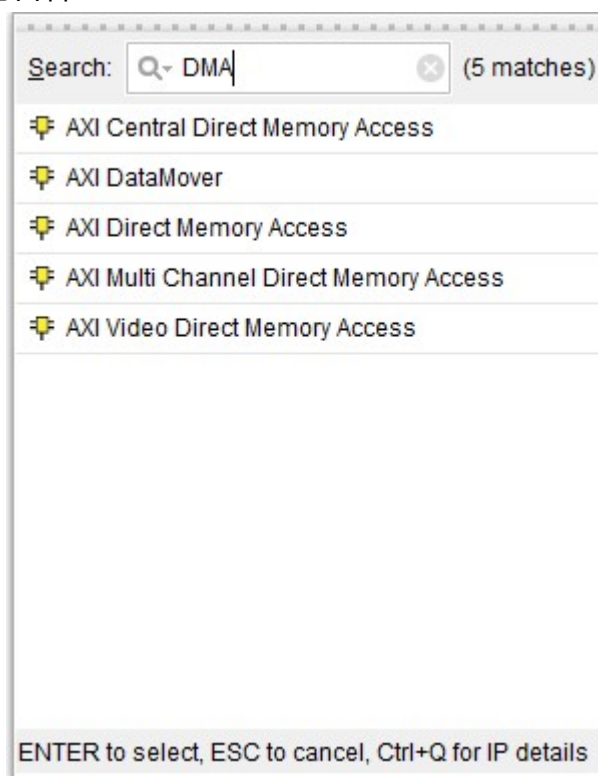 Search: DMA (5 matches)
AXI Central Direct Memory Access
AXI DataMover
AXI Direct Memory Access
AXI Multi Channel Direct Memory Access
AXI Video Direct Memory Access
ENTER to select, ESC to cancel, Ctrl+Q for IP details